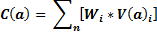 C(a) = ∑ₙ[Wᵢ * V(a)ᵢ]